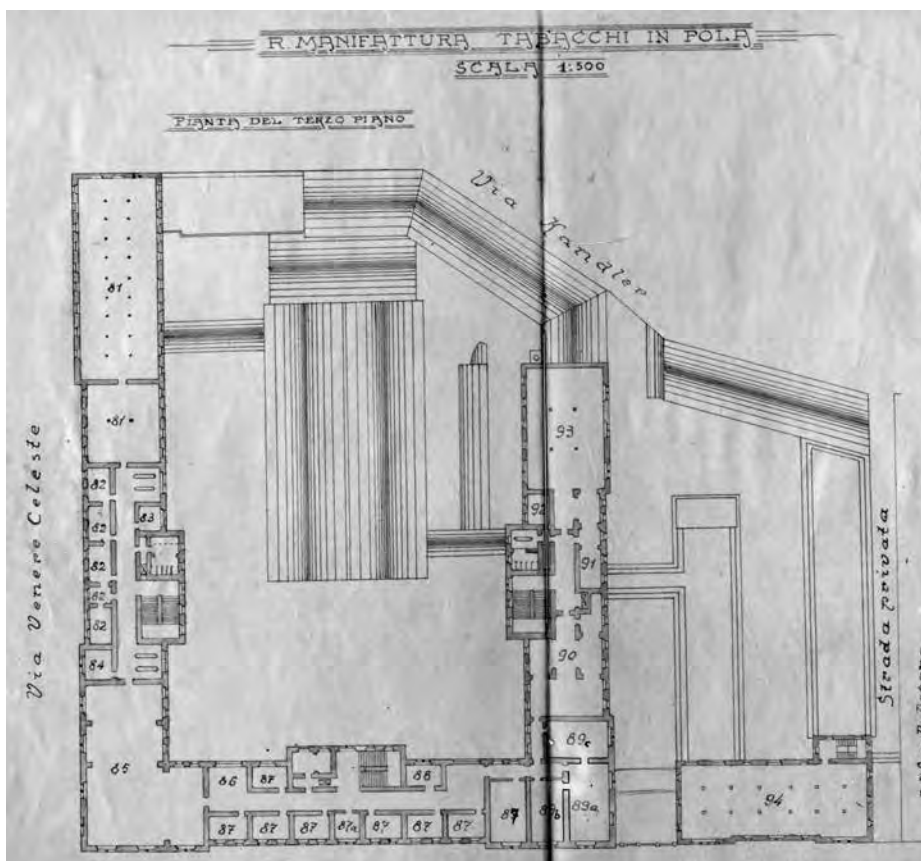 R. MANIFATTURA TABACCHI IN POLA
SCALA 1:500
PIANTA DEL TERZO PIANO
Via Kandler
Via Venere Celeste
Strada privata
81
81
82
83
82
82
82
82
84
85
86
87
88
87
87
87
87a
87
87
87
89b
89a
89c
90
91
92
93
94